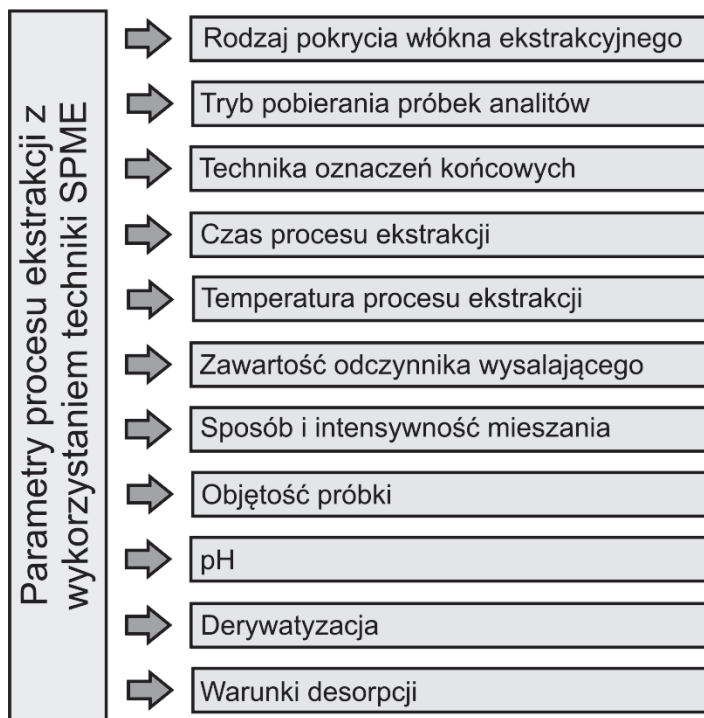 Parametry procesu ekstrakcji z
wykorzystaniem techniki SPME
Rodzaj pokrycia włókna ekstrakcyjnego
Tryb pobierania próbek analitów
Technika oznaczeń końcowych
Czas procesu ekstrakcji
Temperatura procesu ekstrakcji
Zawartość odczynnika wysalającego
Sposób i intensywność mieszania
Objętość próbki
pH
Derywatyzacja
Warunki desorpcji